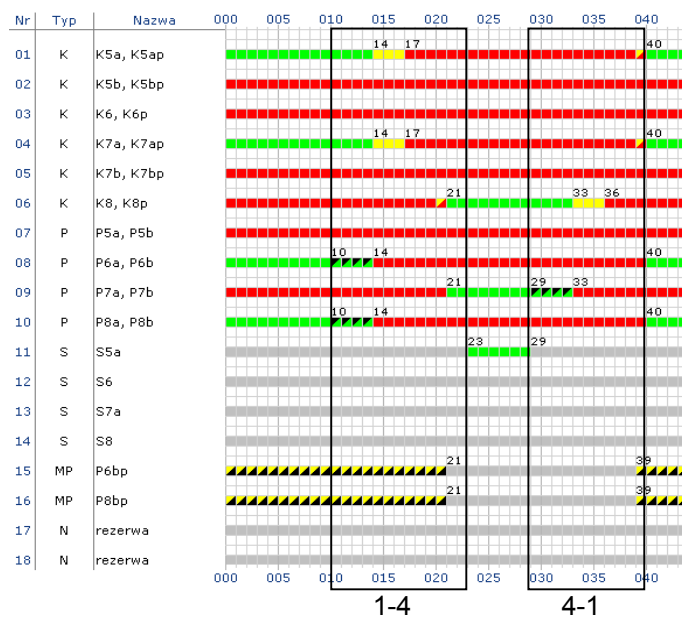 Nr Typ Nazwa 000 005 010 015 020 025 030 035 040
14 17 40
01 K K5a, K5ap
02 K K5b, K5bp
03 K K6, K6p
14 17 40
04 K K7a, K7ap
05 K K7b, K7bp
21 33 36
06 K K8, K8p
07 P P5a, P5b
10 14 40
08 P P6a, P6b
21 29 33
09 P P7a, P7b
10 14 40
10 P P8a, P8b
23 29
11 S S5a
12 S S6
13 S S7a
14 S S8
21 39
15 MP P6bp
21 39
16 MP P8bp
17 N rezerwa
18 N rezerwa
000 005 010 015 020 025 030 035 040
1-4 4-1